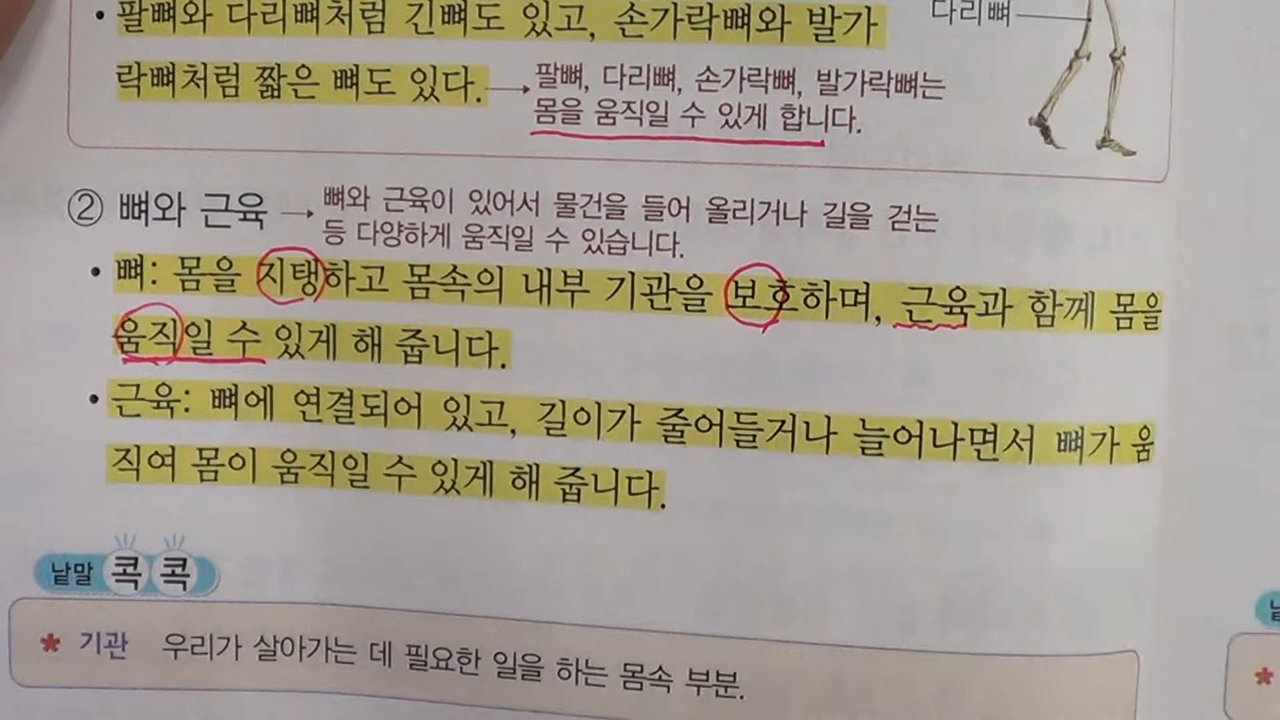 • 팔뼈와 다리뼈처럼 긴뼈도 있고, 손가락뼈와 발가
다리뼈
락뼈처럼 짧은 뼈도 있다. → 팔뼈, 다리뼈, 손가락뼈, 발가락뼈는
몸을 움직일 수 있게 합니다.
② 뼈와 근육 → 뼈와 근육이 있어서 물건을 들어 올리거나 길을 걷는
등 다양하게 움직일 수 있습니다.
• 뼈: 몸을 지탱하고 몸속의 내부 기관을 보호하며, 근육과 함께 몸을
움직일 수 있게 해 줍니다.
• 근육: 뼈에 연결되어 있고, 길이가 줄어들거나 늘어나면서 뼈가 움
직여 몸이 움직일 수 있게 해 줍니다.
낱말 콕콕
* 기관 우리가 살아가는 데 필요한 일을 하는 몸속 부분.
*